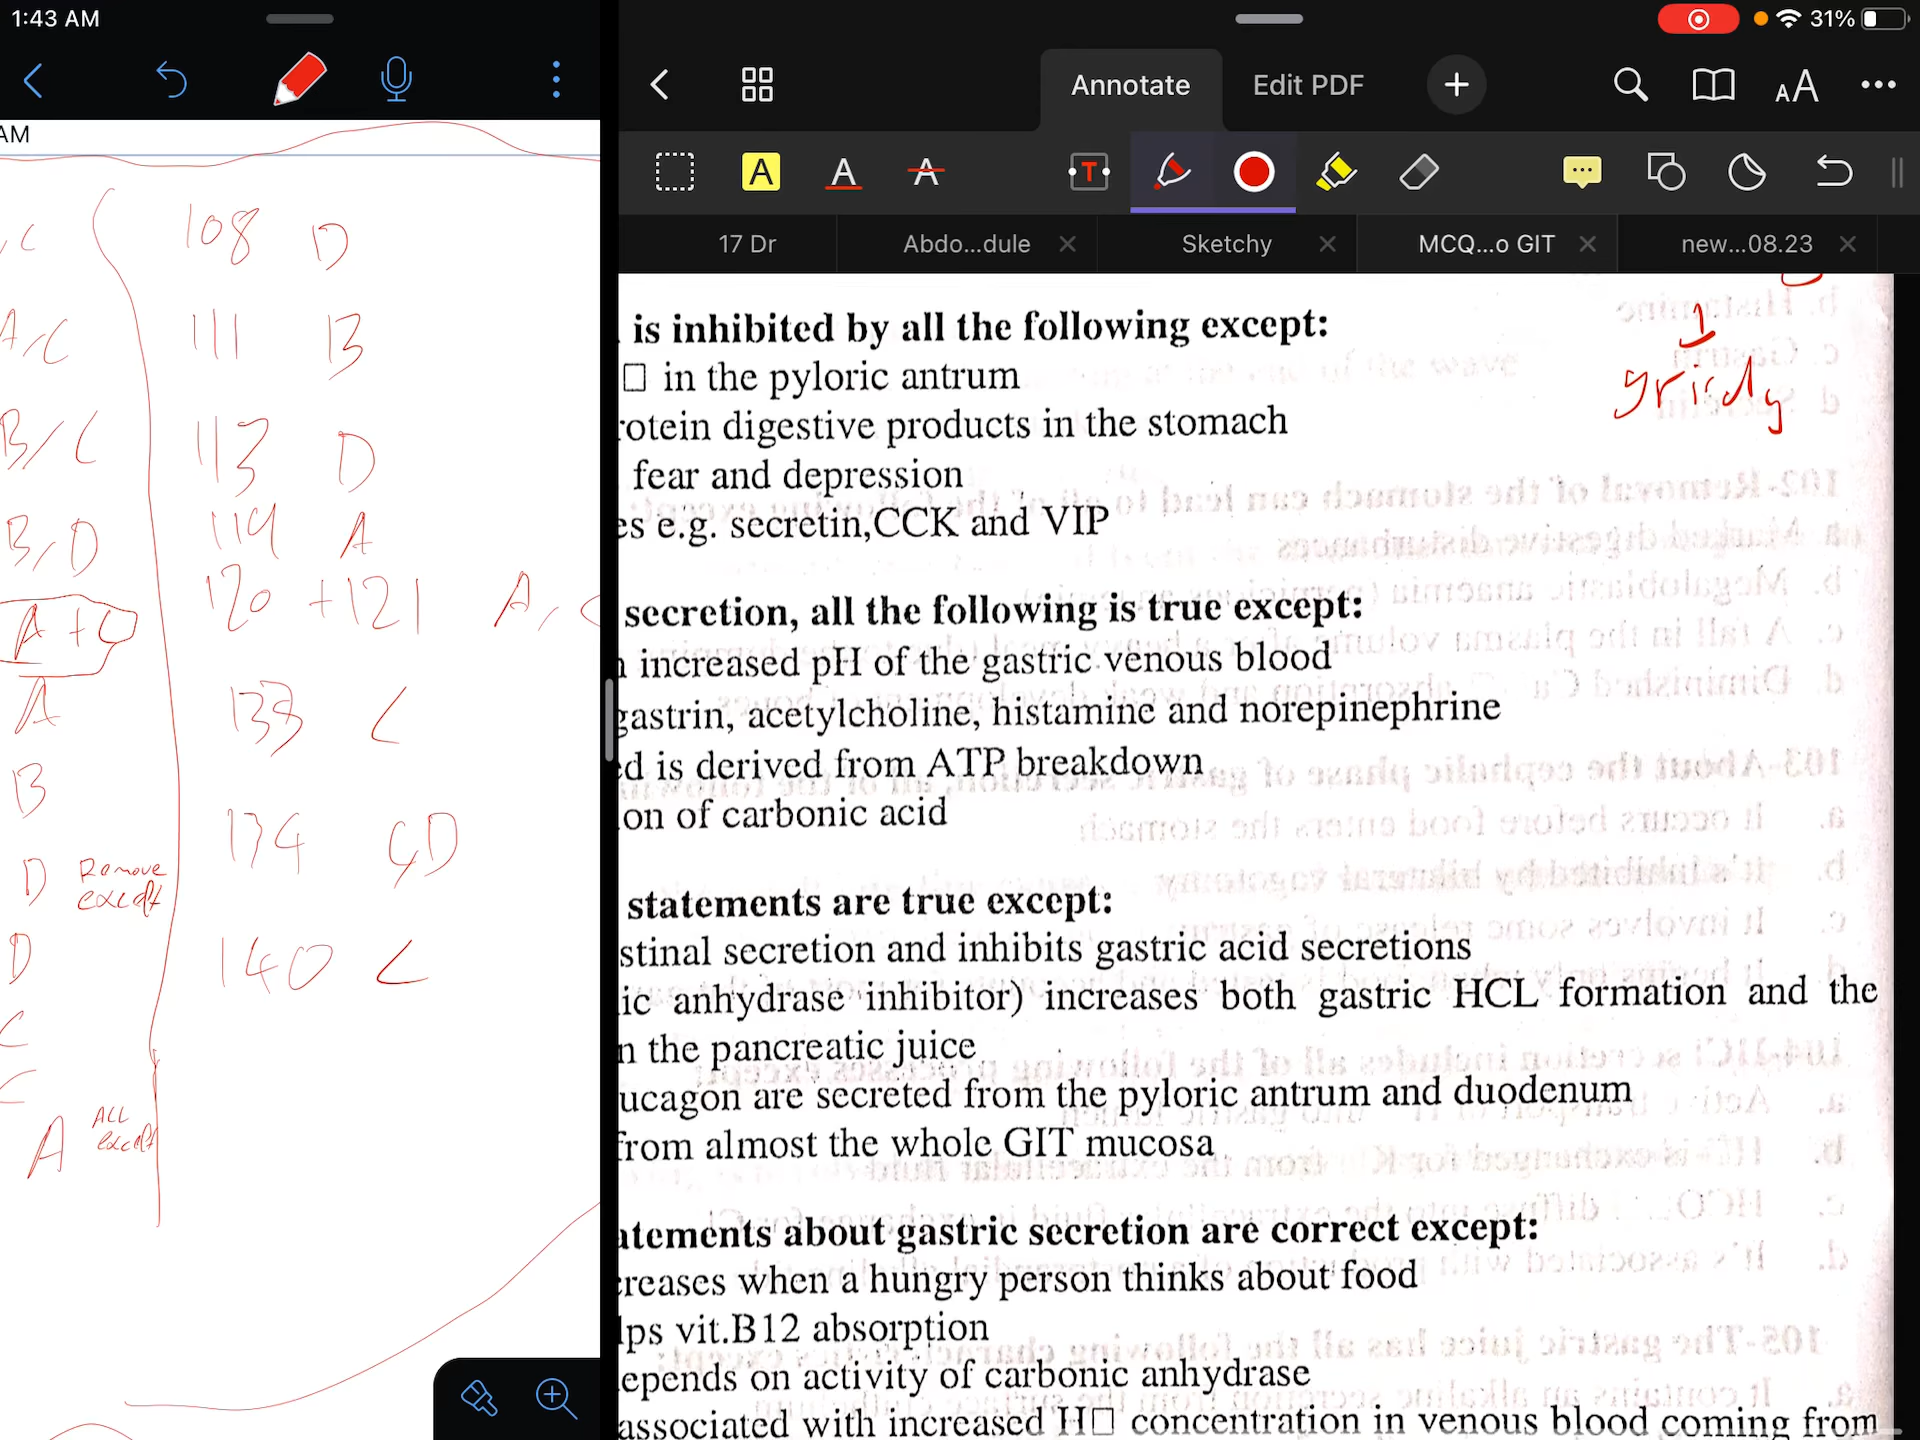 1:43 AM
31%
Annotate
Edit PDF
AM
17 Dr
Abdo...dule
Sketchy
MCQ...o GIT
new...08.23
108 D
A/C
111 B
B/C
113 D
B/D
114 A
A+C
120 +121 A,C
A
133 C
B
134 C,D
D Remove except
D
140 C
C
C
A ALL except
is inhibited by all the following except:
□ in the pyloric antrum
rotein digestive products in the stomach
fear and depression
es e.g. secretin,CCK and VIP
secretion, all the following is true except:
increased pH of the gastric venous blood
gastrin, acetylcholine, histamine and norepinephrine
ed is derived from ATP breakdown
on of carbonic acid
statements are true except:
stinal secretion and inhibits gastric acid secretions
ic anhydrase inhibitor) increases both gastric HCL formation and the
n the pancreatic juice
ucagon are secreted from the pyloric antrum and duodenum
from almost the whole GIT mucosa
atements about gastric secretion are correct except:
creases when a hungry person thinks about food
lps vit.B12 absorption
epends on activity of carbonic anhydrase
associated with increased H□ concentration in venous blood coming from